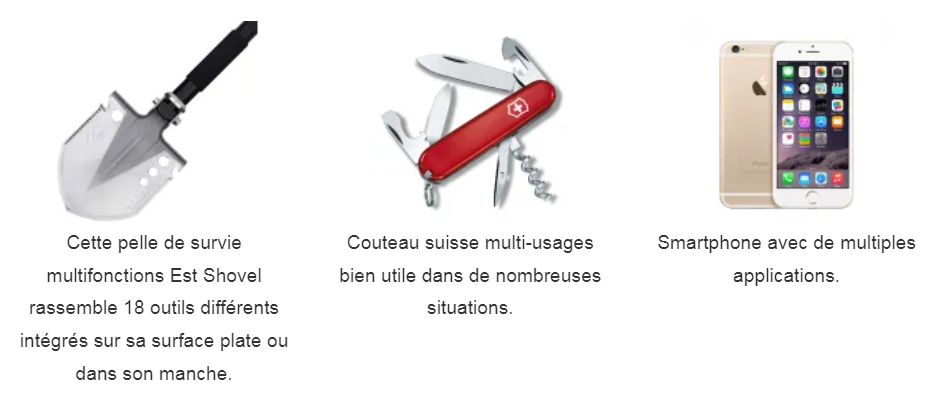 Cette pelle de survie
multifonctions Est Shovel
rassemble 18 outils différents
intégrés sur sa surface plate ou
dans son manche.
Couteau suisse multi-usages
bien utile dans de nombreuses
situations.
Smartphone avec de multiples
applications.